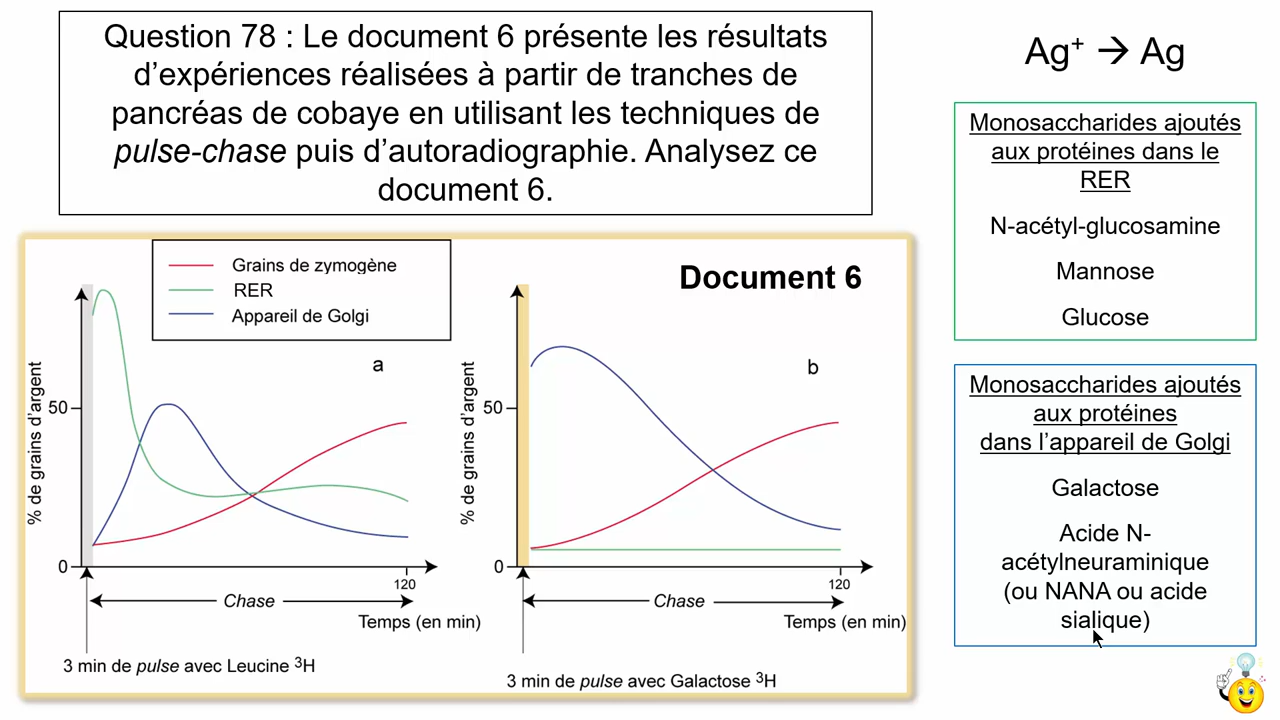 Question 78 : Le document 6 présente les résultats
d’expériences réalisées à partir de tranches de
pancréas de cobaye en utilisant les techniques de
pulse-chase puis d’autoradiographie. Analysez ce
document 6.
Ag⁺ → Ag
Monosaccharides ajoutés
aux protéines dans le
RER
N-acétyl-glucosamine
Mannose
Glucose
Monosaccharides ajoutés
aux protéines
dans l’appareil de Golgi
Galactose
Acide N-
acétylneuraminique
(ou NANA ou acide
sialique)
Document 6
Grains de zymogène
RER
Appareil de Golgi
a
% de grains d’argent
50
0
120
Chase
Temps (en min)
3 min de pulse avec Leucine ³H
b
% de grains d’argent
50
0
120
Chase
Temps (en min)
3 min de pulse avec Galactose ³H